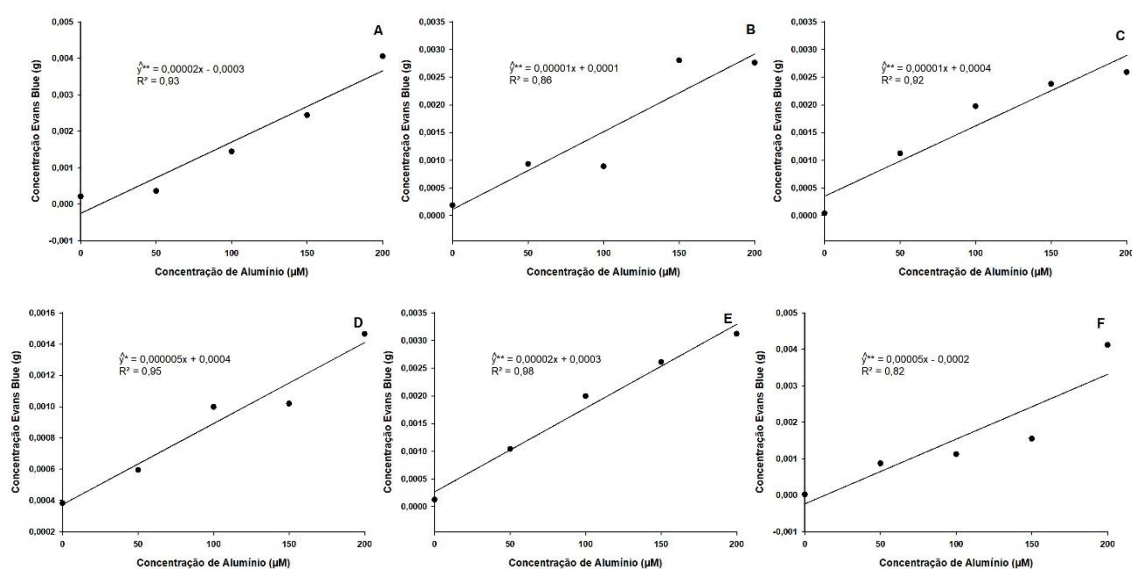 A
Concentração Evans Blue (g)
0,005
0,004
0,003
0,002
0,001
0,000
-0,001
ŷ** = 0,00002x - 0,0003
R² = 0,93
0 50 100 150 200
Concentração de Alumínio (µM)
B
Concentração Evans Blue (g)
0,0035
0,0030
0,0025
0,0020
0,0015
0,0010
0,0005
0,0000
ŷ** = 0,00001x + 0,0001
R² = 0,86
0 50 100 150 200
Concentração de Alumínio (µM)
C
Concentração Evans Blue (g)
0,0035
0,0030
0,0025
0,0020
0,0015
0,0010
0,0005
0,0000
ŷ** = 0,00001x + 0,0004
R² = 0,92
0 50 100 150 200
Concentração de Alumínio (µM)
D
Concentração Evans Blue (g)
0,0016
0,0014
0,0012
0,0010
0,0008
0,0006
0,0004
0,0002
ŷ* = 0,000005x + 0,0004
R² = 0,95
0 50 100 150 200
Concentração de Alumínio (µM)
E
Concentração Evans Blue (g)
0,0035
0,0030
0,0025
0,0020
0,0015
0,0010
0,0005
0,0000
ŷ** = 0,00002x + 0,0003
R² = 0,98
0 50 100 150 200
Concentração de Alumínio (µM)
F
Concentração Evans Blue (g)
0,005
0,004
0,003
0,002
0,001
0,000
-0,001
ŷ** = 0,00005x - 0,0002
R² = 0,82
0 50 100 150 200
Concentração de Alumínio (µM)